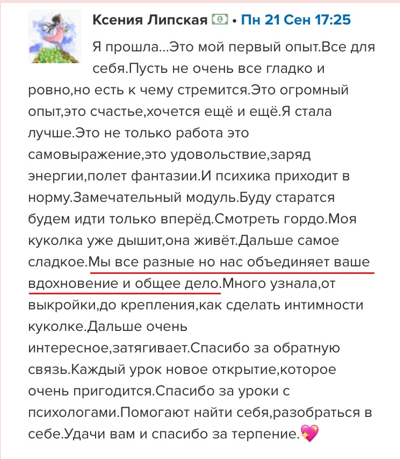 Ксения Липская 💵 • Пн 21 Сен 17:25
Я прошла...Это мой первый опыт.Все для
себя.Пусть не очень все гладко и
ровно,но есть к чему стремится.Это огромный
опыт,это счастье,хочется ещё и ещё.Я стала
лучше.Это не только работа это
самовыражение,это удовольствие,заряд
энергии,полет фантазии.И психика приходит в
норму.Замечательный модуль.Буду старатся
будем идти только вперёд.Смотреть гордо.Моя
куколка уже дышит,она живёт.Дальше самое
сладкое.Мы все разные но нас объединяет ваше
вдохновение и общее дело.Много узнала,от
выкройки,до крепления,как сделать интимности
куколке.Дальше очень
интересное,затягивает.Спасибо за обратную
связь.Каждый урок новое открытие,которое
очень пригодится.Спасибо за уроки с
психологами.Помогают найти себя,разобраться в
себе.Удачи вам и спасибо за терпение.💖